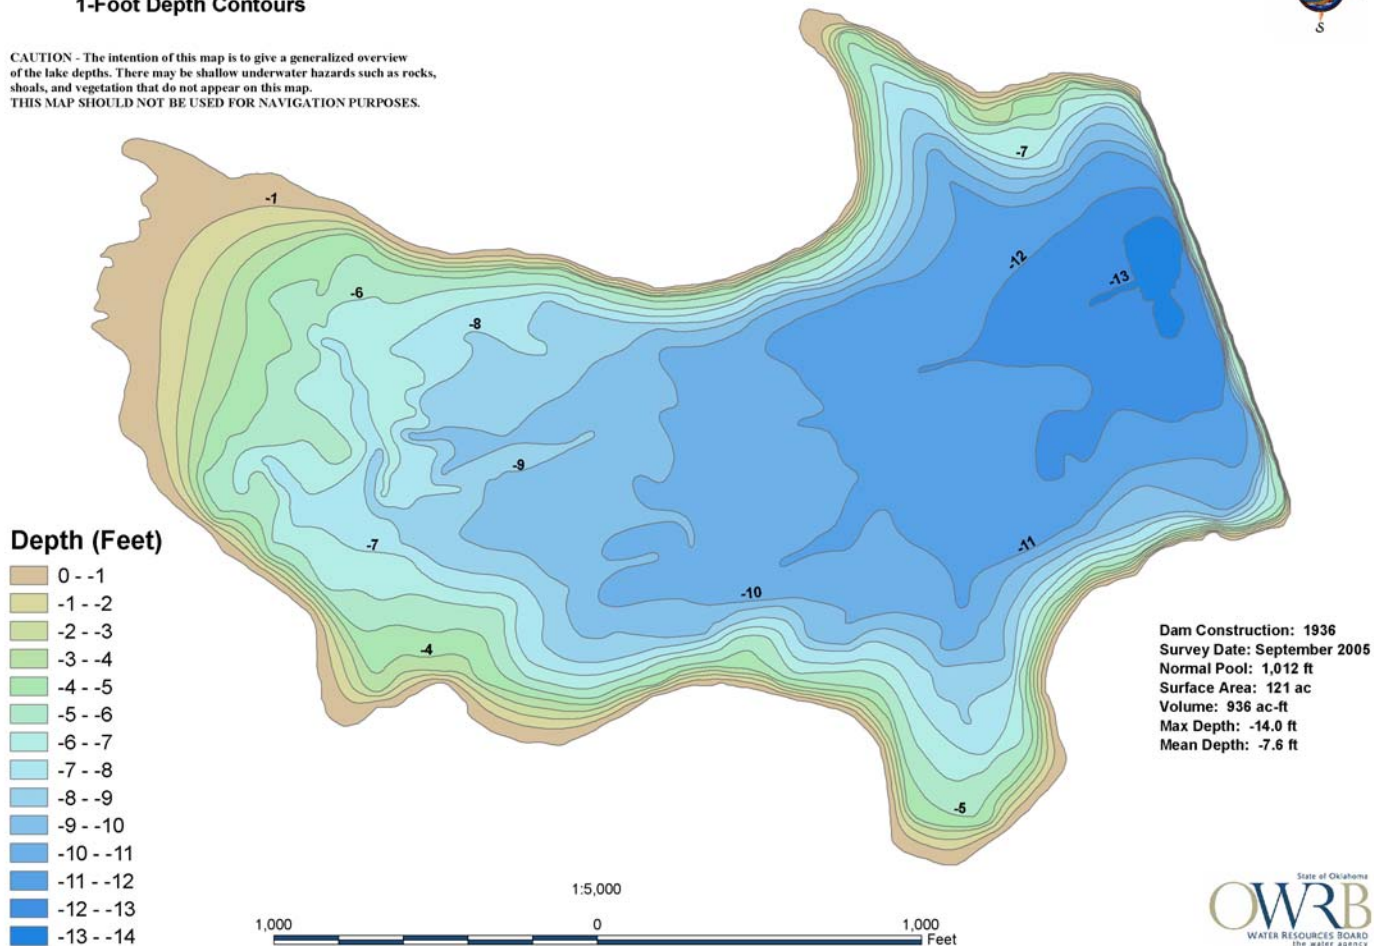 1-Foot Depth Contours
S
CAUTION - The intention of this map is to give a generalized overview
of the lake depths. There may be shallow underwater hazards such as rocks,
shoals, and vegetation that do not appear on this map.
THIS MAP SHOULD NOT BE USED FOR NAVIGATION PURPOSES.
-7
-1
-12
-13
-6
-8
-9
-7
-11
-10
-4
-5
Depth (Feet)
0 - -1
-1 - -2
-2 - -3
-3 - -4
-4 - -5
-5 - -6
-6 - -7
-7 - -8
-8 - -9
-9 - -10
-10 - -11
-11 - -12
-12 - -13
-13 - -14
Dam Construction: 1936
Survey Date: September 2005
Normal Pool: 1,012 ft
Surface Area: 121 ac
Volume: 936 ac-ft
Max Depth: -14.0 ft
Mean Depth: -7.6 ft
1:5,000
1,000 0 1,000
Feet
State of Oklahoma
OWRB
WATER RESOURCES BOARD
the water agency